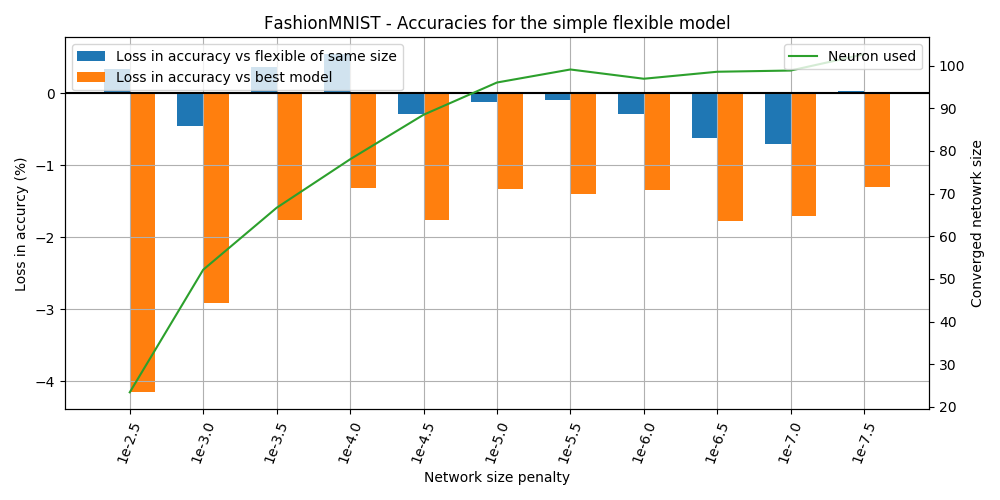 FashionMNIST - Accuracies for the simple flexible model
Loss in accuracy vs flexible of same size
Loss in accuracy vs best model
Neuron used
Loss in accurcy (%)
0
−1
−2
−3
−4
100
90
80
70
60
50
40
30
20
Converged netowrk size
1e-2.5
1e-3.0
1e-3.5
1e-4.0
1e-4.5
1e-5.0
1e-5.5
1e-6.0
1e-6.5
1e-7.0
1e-7.5
Network size penalty